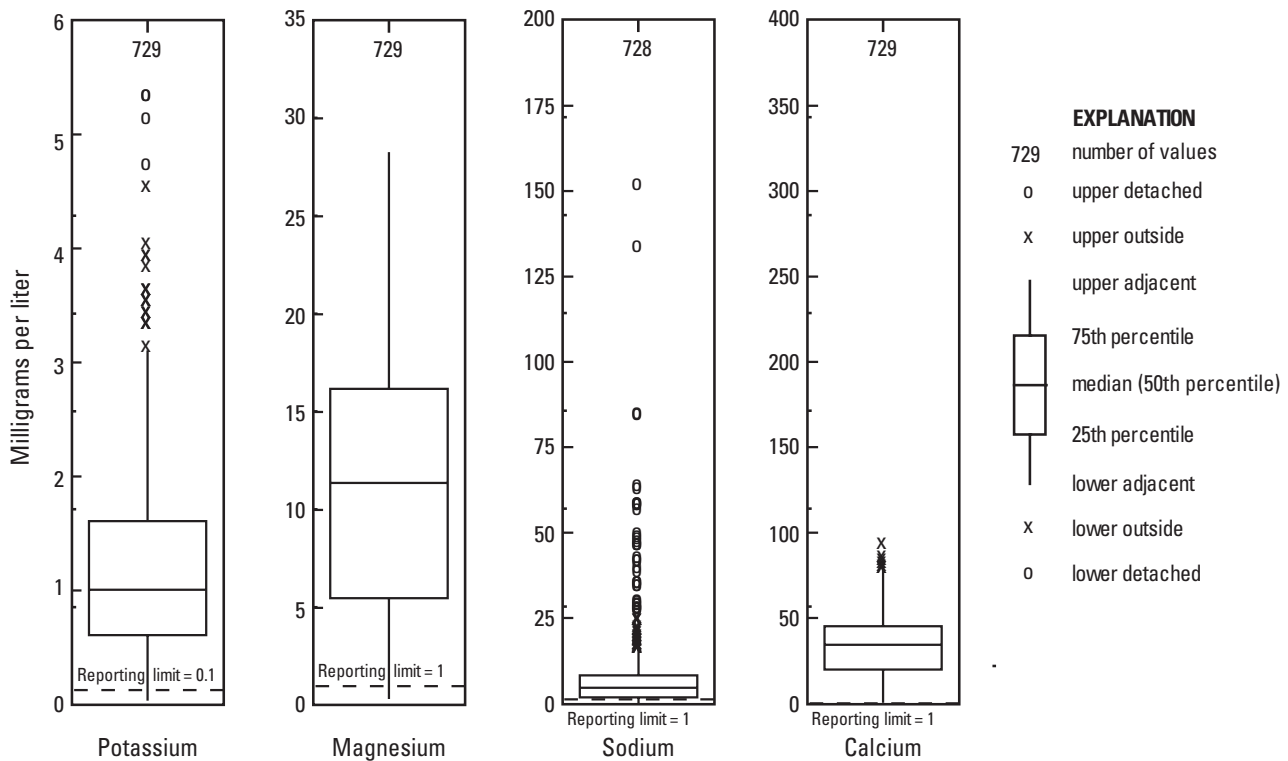 Milligrams per liter
6
5
4
3
2
1
0
729
o
o
o
x
x
x
x
x
x
x
x
x
Reporting limit = 0.1
Potassium
35
30
25
20
15
10
5
0
729
Reporting limit = 1
Magnesium
200
175
150
125
100
75
50
25
0
728
Reporting limit = 1
Sodium
400
350
300
250
200
150
100
50
0
729
Reporting limit = 1
Calcium
EXPLANATION
729 number of values
o upper detached
x upper outside
upper adjacent
75th percentile
median (50th percentile)
25th percentile
lower adjacent
x lower outside
o lower detached